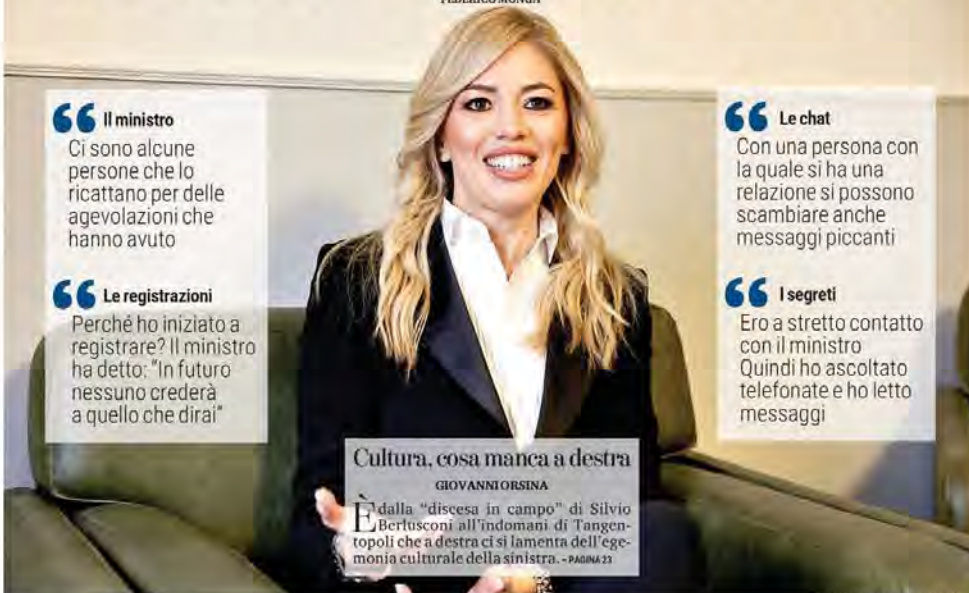 FEDERICO MONGA
“ Il ministro
Ci sono alcune
persone che lo
ricattano per delle
agevolazioni che
hanno avuto
“ Le registrazioni
Perché ho iniziato a
registrare? Il ministro
ha detto: “In futuro
nessuno crederà
a quello che dirai”
“ Le chat
Con una persona con
la quale si ha una
relazione si possono
scambiare anche
messaggi piccanti
“ I segreti
Ero a stretto contatto
con il ministro
Quindi ho ascoltato
telefonate e ho letto
messaggi
Cultura, cosa manca a destra
GIOVANNI ORSINA
È dalla “discesa in campo” di Silvio
Berlusconi all'indomani di Tangen-
topoli che a destra ci si lamenta dell'ege-
monia culturale della sinistra. - PAGINA 23